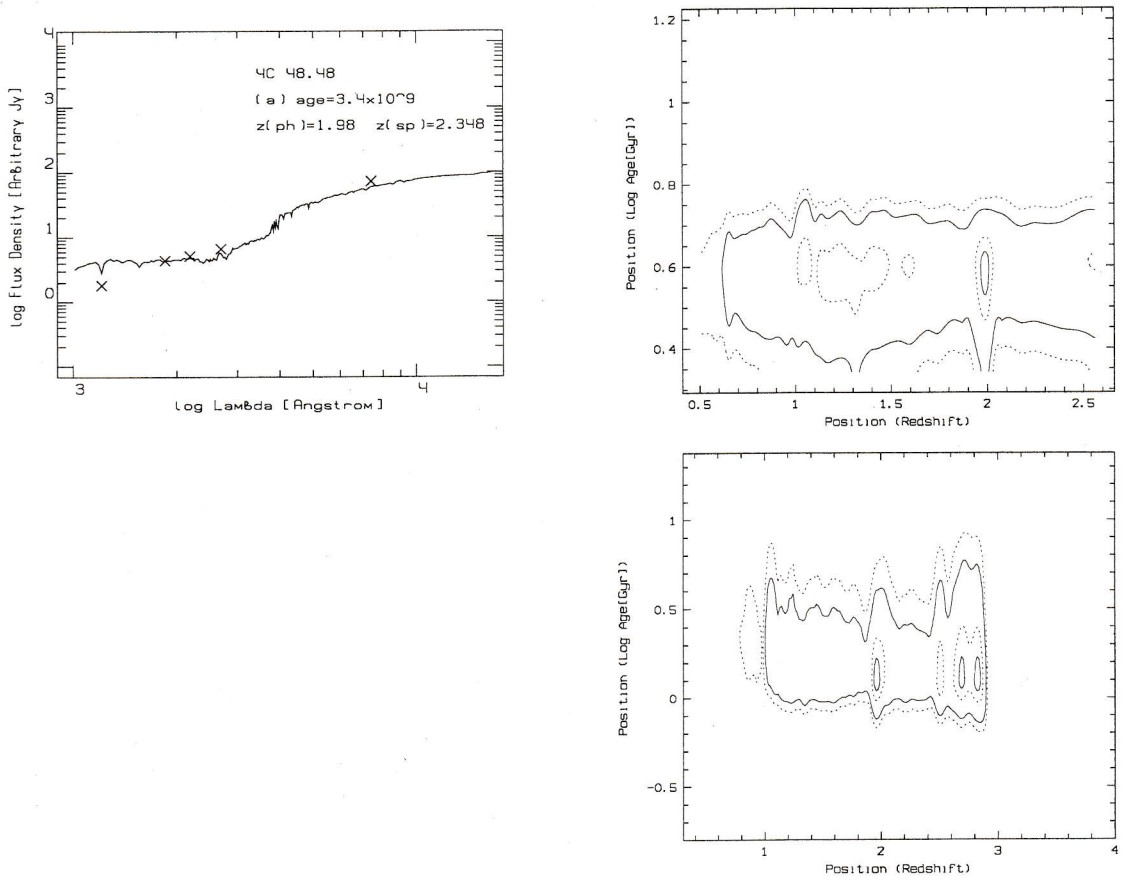 4C 48.48
(a) age=3.4x10^9
z(ph)=1.98 z(sp)=2.348
log Flux Density [Arbitrary Jy]
4
3
2
1
0
3
4
log Lambda [Angstrom]
Position (Log Age[Gyr])
1.2
1
0.8
0.6
0.4
0.5
1
1.5
2
2.5
Position (Redshift)
Position (Log Age[Gyr])
1
0.5
0
-0.5
1
2
3
4
Position (Redshift)